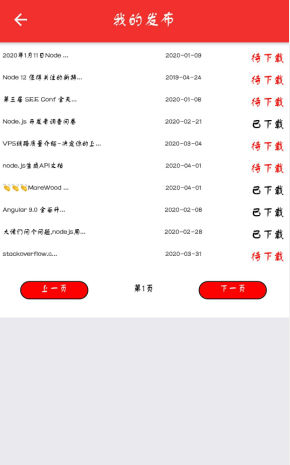 我的发布
2020年1月11日Node ... 2020-01-09 待下载
Node 12 值得关注的新特... 2019-04-24 待下载
第三届 SEE Conf 全天... 2020-01-08 待下载
Node.js 开发者调查问卷 2020-02-21 已下载
VPS线路质量介绍-决定你的上... 2020-03-04 待下载
node.js生成API文档 2020-04-01 待下载
👏👏👏MoreWood ... 2020-04-01 已下载
Angular 9.0 全面升... 2020-02-08 已下载
大佬们问个问题,node.js用... 2020-02-28 已下载
stackoverflow.c... 2020-03-31 待下载
上一页 第1页 下一页